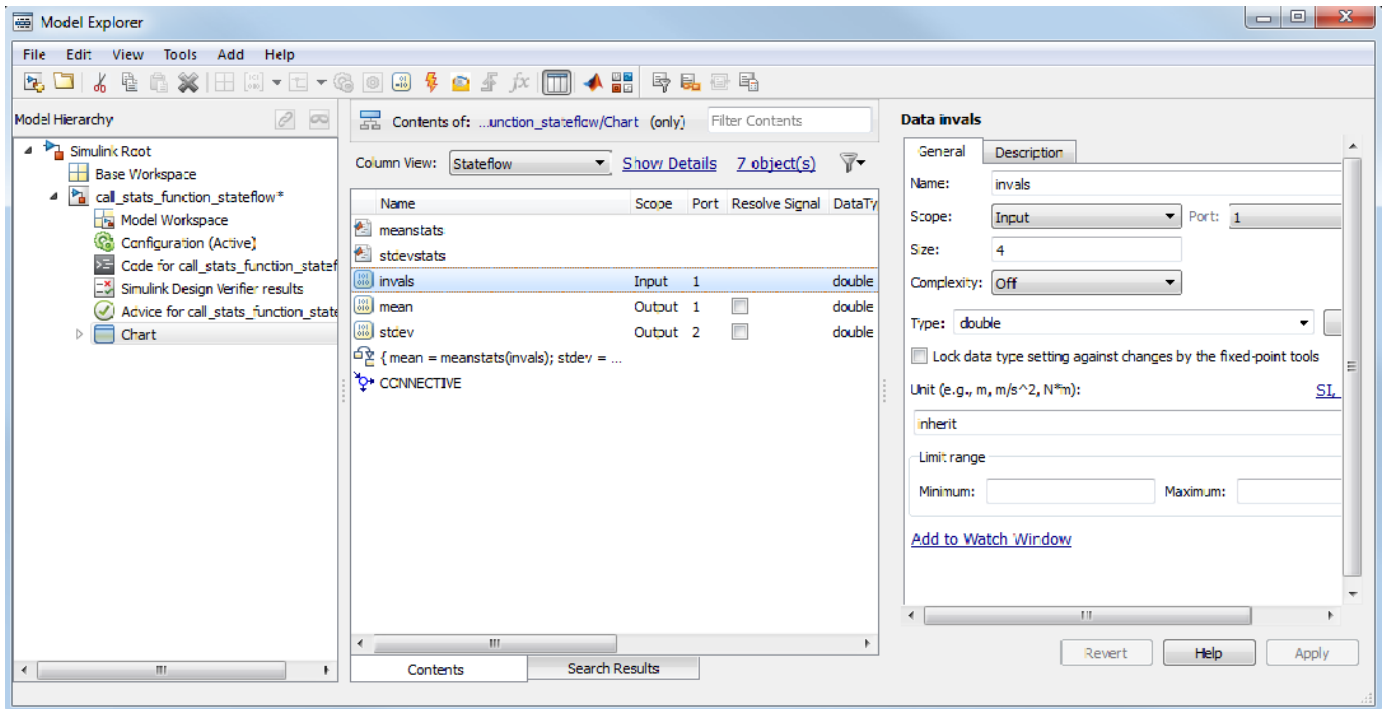 Model Explorer
File Edit View Tools Add Help
Model Hierarchy
Simulink Root
Base Workspace
call_stats_function_stateflow*
Model Workspace
Configuration (Active)
Code for call_stats_function_statef
Simulink Design Verifier results
Advice for call_stats_function_state
Chart
Contents of: ...unction_stateflow/Chart (only)
Filter Contents
Column View: Stateflow Show Details 7 object(s)
Name Scope Port Resolve Signal DataTy
meanstats
stdevstats
invals Input 1 double
mean Output 1 double
stdev Output 2 double
{ mean = meanstats(invals); stdev = ...
CONNECTIVE
Contents Search Results
Data invals
General Description
Name: invals
Scope: Input Port: 1
Size: 4
Complexity: Off
Type: double
Lock data type setting against changes by the fixed-point tools
Unit (e.g., m, m/s^2, N*m): SI,
inherit
Limit range
Minimum: Maximum:
Add to Watch Window
Revert Help Apply